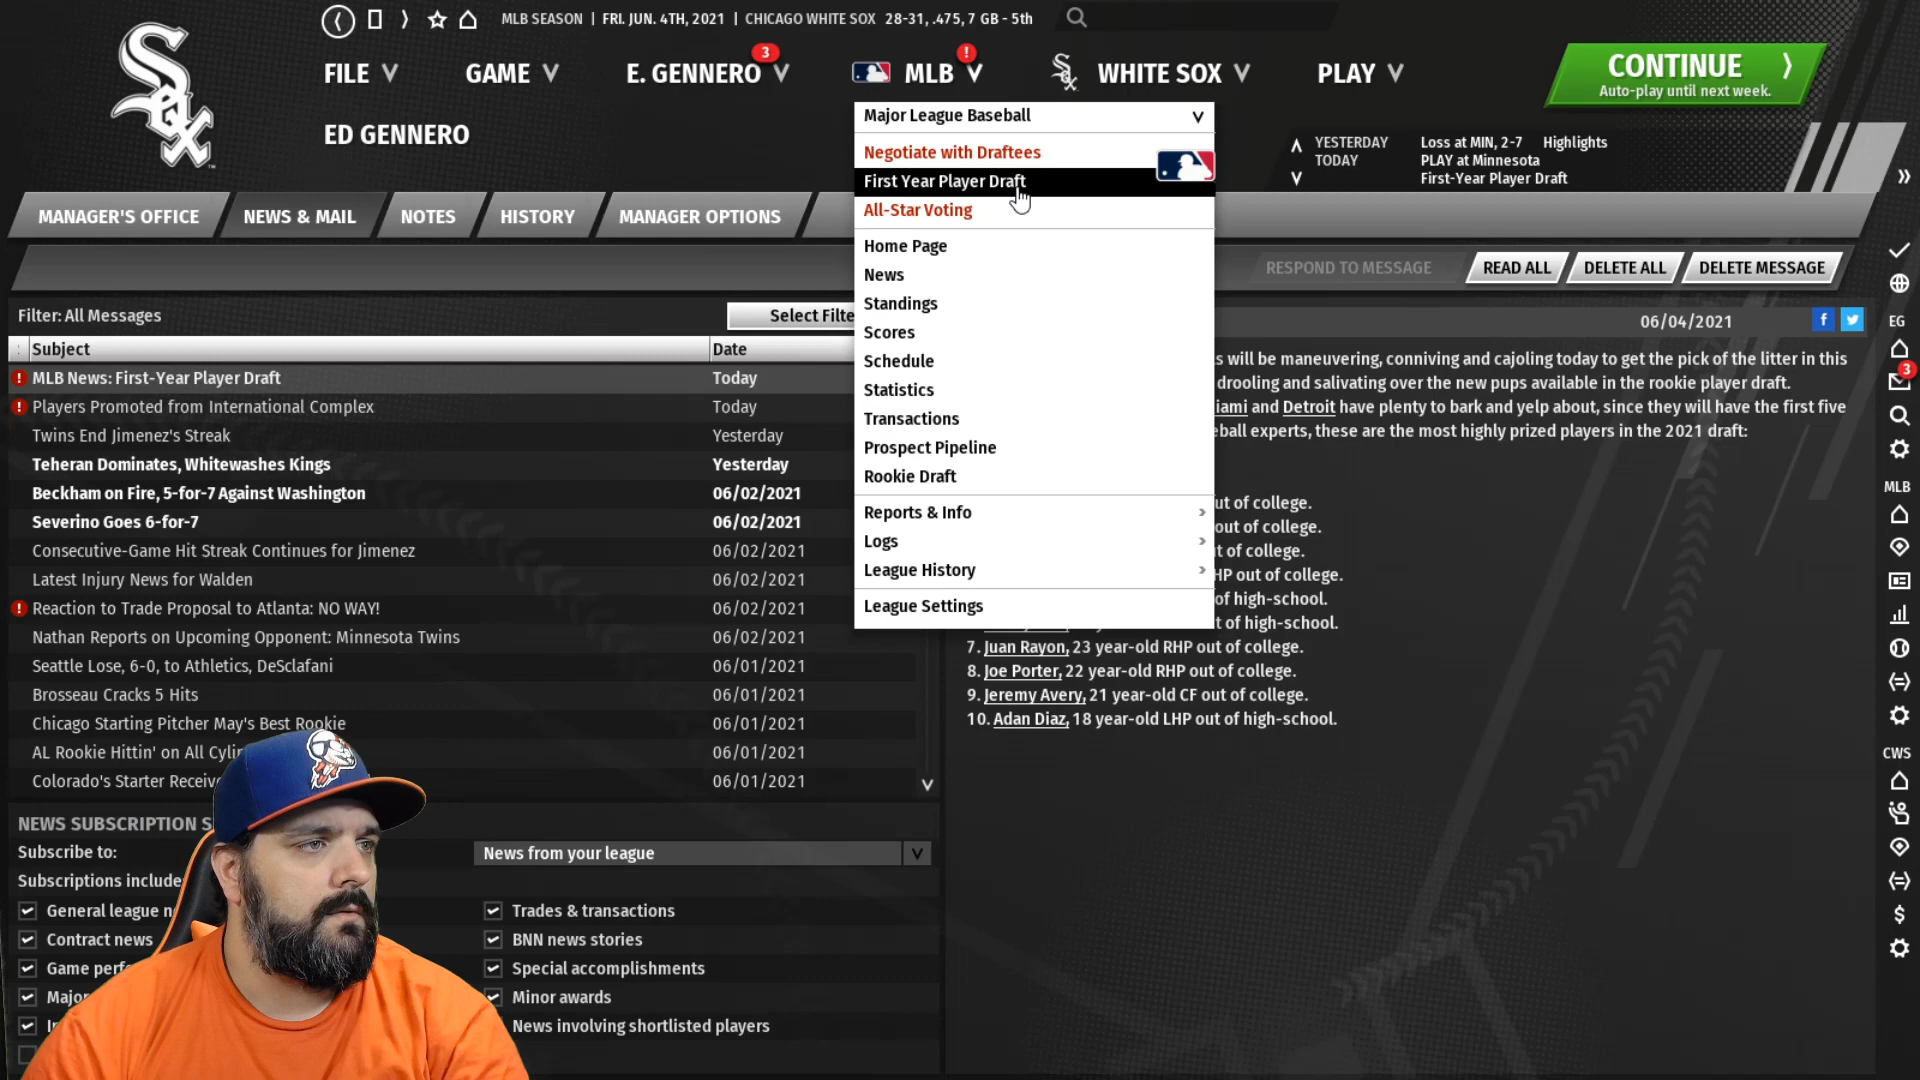 MLB SEASON | FRI. JUN. 4TH, 2021 | CHICAGO WHITE SOX 28-31, .475, 7 GB - 5th
FILE
GAME
E. GENNERO
3
MLB
!
WHITE SOX
PLAY
CONTINUE
Auto-play until next week.
ED GENNERO
YESTERDAY Loss at MIN, 2-7 Highlights
TODAY PLAY at Minnesota
First-Year Player Draft
MANAGER'S OFFICE
NEWS & MAIL
NOTES
HISTORY
MANAGER OPTIONS
Major League Baseball
Negotiate with Draftees
First Year Player Draft
All-Star Voting
Home Page
News
Standings
Scores
Schedule
Statistics
Transactions
Prospect Pipeline
Rookie Draft
Reports & Info
Logs
League History
League Settings
RESPOND TO MESSAGE
READ ALL
DELETE ALL
DELETE MESSAGE
Filter: All Messages
Select Filte
Subject Date
MLB News: First-Year Player Draft Today
Players Promoted from International Complex Today
Twins End Jimenez's Streak Yesterday
Teheran Dominates, Whitewashes Kings Yesterday
Beckham on Fire, 5-for-7 Against Washington 06/02/2021
Severino Goes 6-for-7 06/02/2021
Consecutive-Game Hit Streak Continues for Jimenez 06/02/2021
Latest Injury News for Walden 06/02/2021
Reaction to Trade Proposal to Atlanta: NO WAY! 06/02/2021
Nathan Reports on Upcoming Opponent: Minnesota Twins 06/02/2021
Seattle Lose, 6-0, to Athletics, DeSclafani 06/01/2021
Brosseau Cracks 5 Hits 06/01/2021
Chicago Starting Pitcher May's Best Rookie 06/01/2021
AL Rookie Hittin' on All Cylin 06/01/2021
Colorado's Starter Receive 06/01/2021
06/04/2021
s will be maneuvering, conniving and cajoling today to get the pick of the litter in this
drooling and salivating over the new pups available in the rookie player draft.
iami and Detroit have plenty to bark and yelp about, since they will have the first five
eball experts, these are the most highly prized players in the 2021 draft:
ut of college.
out of college.
t of college.
HP out of college.
of high-school.
t of high-school.
7. Juan Rayon, 23 year-old RHP out of college.
8. Joe Porter, 22 year-old RHP out of college.
9. Jeremy Avery, 21 year-old CF out of college.
10. Adan Diaz, 18 year-old LHP out of high-school.
NEWS SUBSCRIPTION S
Subscribe to: News from your league
Subscriptions include
General league n
Contract news
Game perf
Major
Trades & transactions
BNN news stories
Special accomplishments
Minor awards
News involving shortlisted players
EG
3
MLB
CWS
$